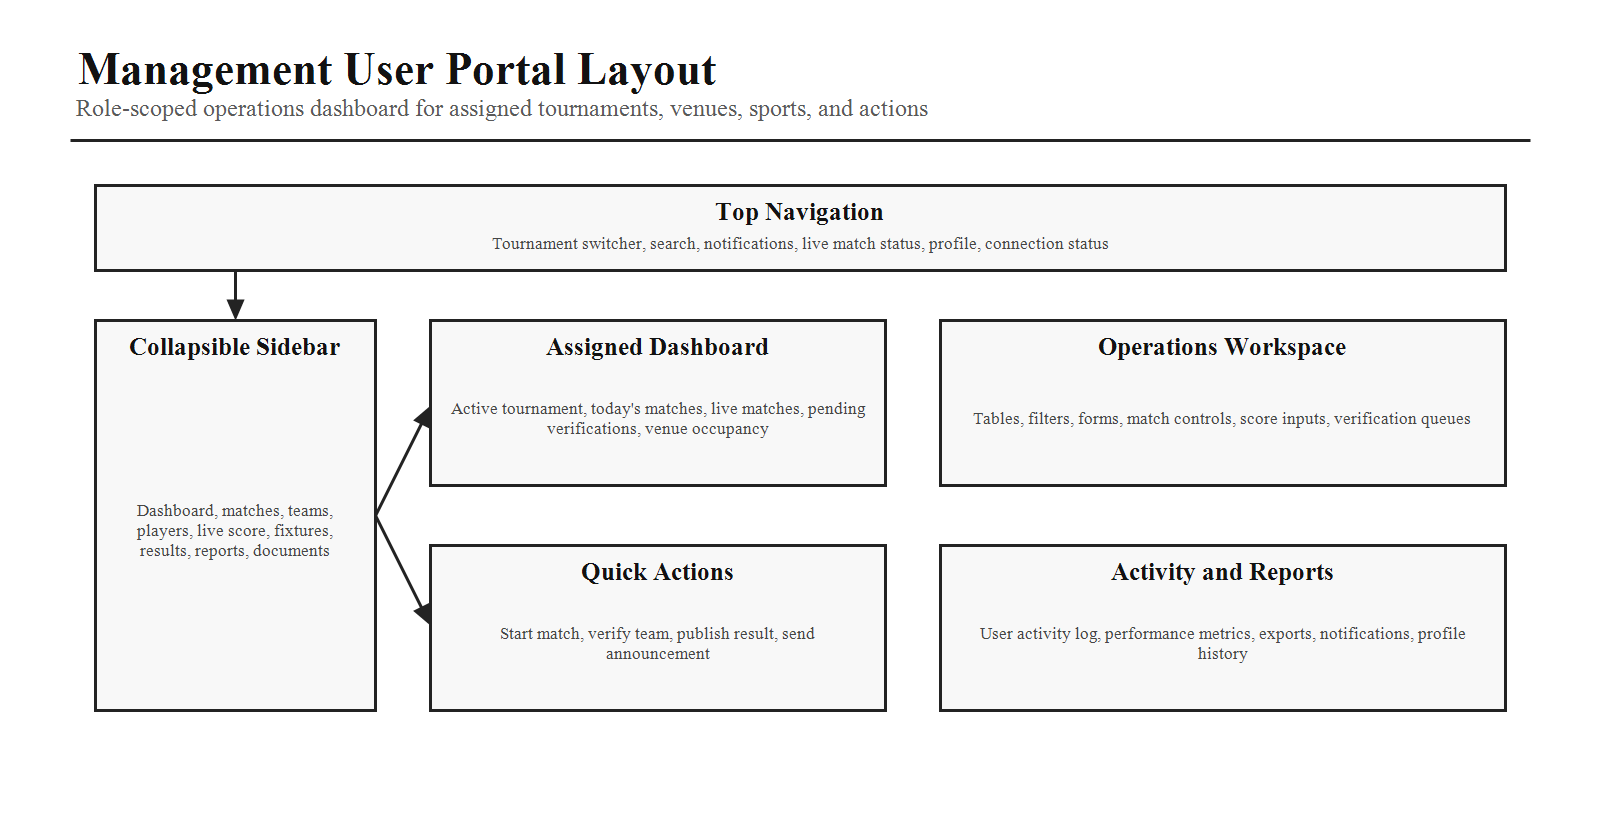 Management User Portal Layout
Role-scoped operations dashboard for assigned tournaments, venues, sports, and actions
Top Navigation
Tournament switcher, search, notifications, live match status, profile, connection status
Collapsible Sidebar
Dashboard, matches, teams,
players, live score, fixtures,
results, reports, documents
Assigned Dashboard
Active tournament, today's matches, live matches, pending
verifications, venue occupancy
Operations Workspace
Tables, filters, forms, match controls, score inputs, verification queues
Quick Actions
Start match, verify team, publish result, send
announcement
Activity and Reports
User activity log, performance metrics, exports, notifications, profile
history